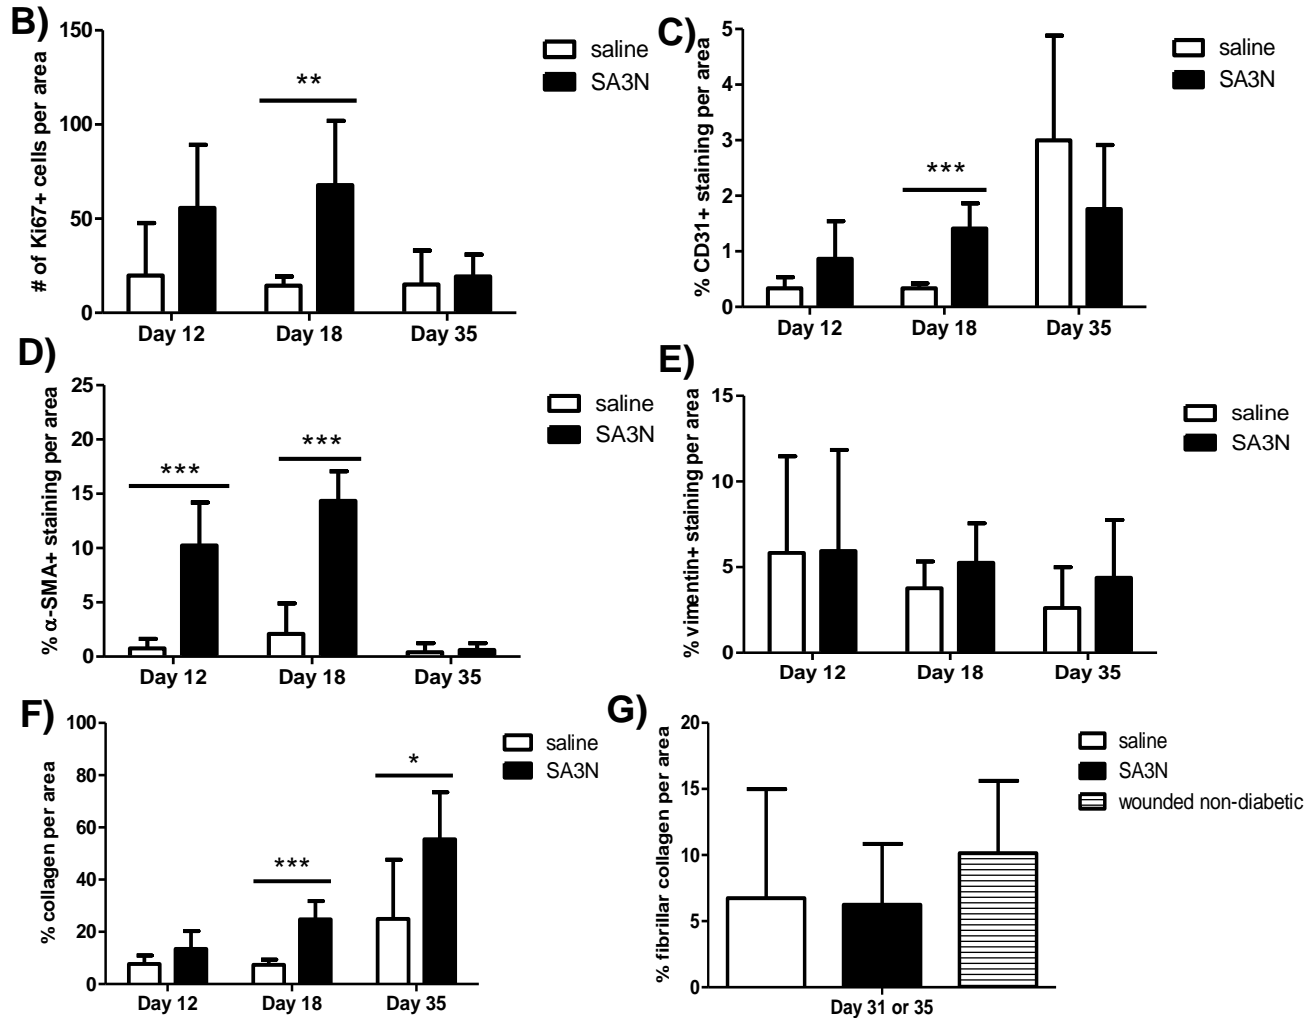 B)
# of Ki67+ cells per area
150
100
50
0
**
saline
SA3N
Day 12
Day 18
Day 35
C)
% CD31+ staining per area
5
4
3
2
1
0
***
saline
SA3N
Day 12
Day 18
Day 35
D)
% α-SMA+ staining per area
25
20
15
10
5
0
***
***
saline
SA3N
Day 12
Day 18
Day 35
E)
% vimentin+ staining per area
15
10
5
0
saline
SA3N
Day 12
Day 18
Day 35
F)
% collagen per area
100
80
60
40
20
0
***
*
saline
SA3N
Day 12
Day 18
Day 35
G)
% fibrillar collagen per area
20
15
10
5
0
saline
SA3N
wounded non-diabetic
Day 31 or 35